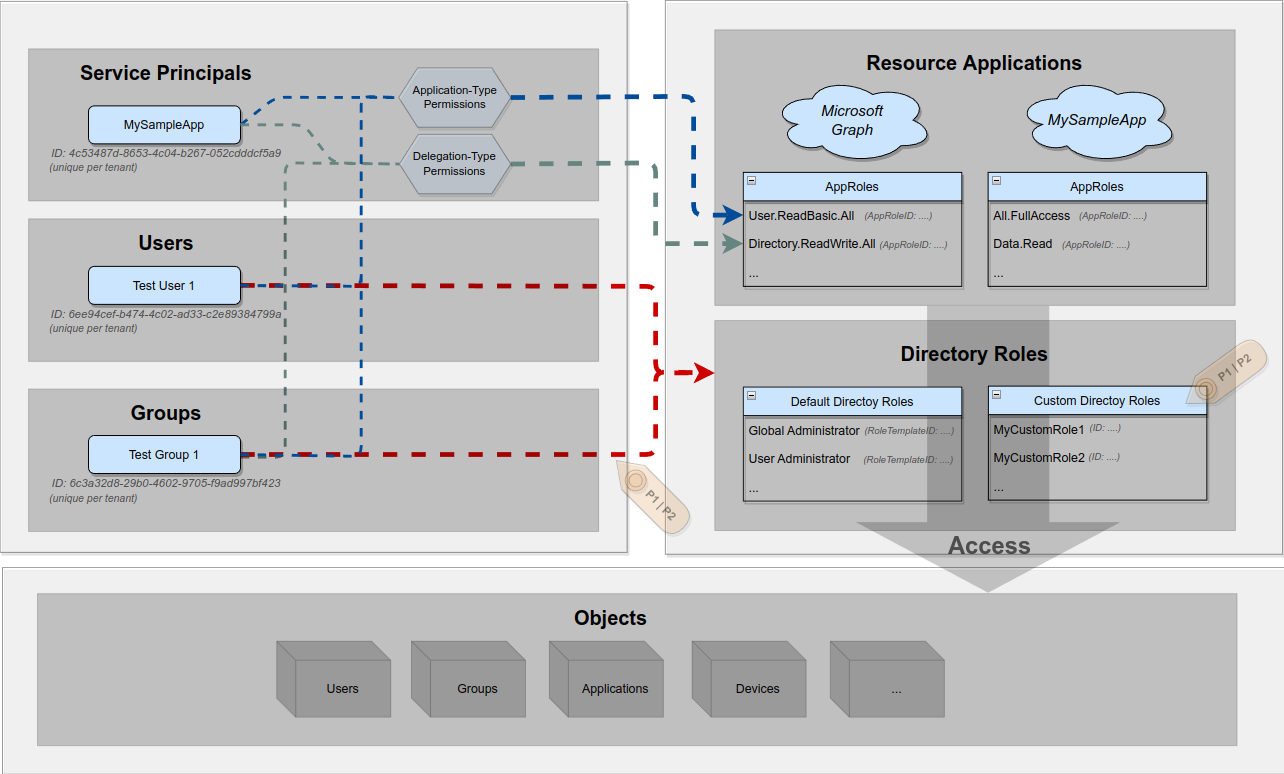 Service Principals
MySampleApp
ID: 4c53487d-8653-4c04-b267-052cdddcf5a9
(unique per tenant)
Application-Type
Permissions
Delegation-Type
Permissions
Users
Test User 1
ID: 6ee94cef-b474-4c02-ad33-c2e89384799a
(unique per tenant)
Groups
Test Group 1
ID: 6c3a32d8-29b0-4602-9705-f9ad997bf423
(unique per tenant)
P1 | P2
Resource Applications
Microsoft
Graph
MySampleApp
AppRoles
User.ReadBasic.All (AppRoleID: ....)
Directory.ReadWrite.All (AppRoleID: ....)
...
AppRoles
All.FullAccess (AppRoleID: ....)
Data.Read (AppRoleID: ....)
...
Directory Roles
P1 | P2
Default Directoy Roles
Global Administrator (RoleTemplateID: ....)
User Administrator (RoleTemplateID: ....)
...
Custom Directoy Roles
MyCustomRole1 (ID: ....)
MyCustomRole2 (ID: ....)
...
Access
Objects
Users
Groups
Applications
Devices
...